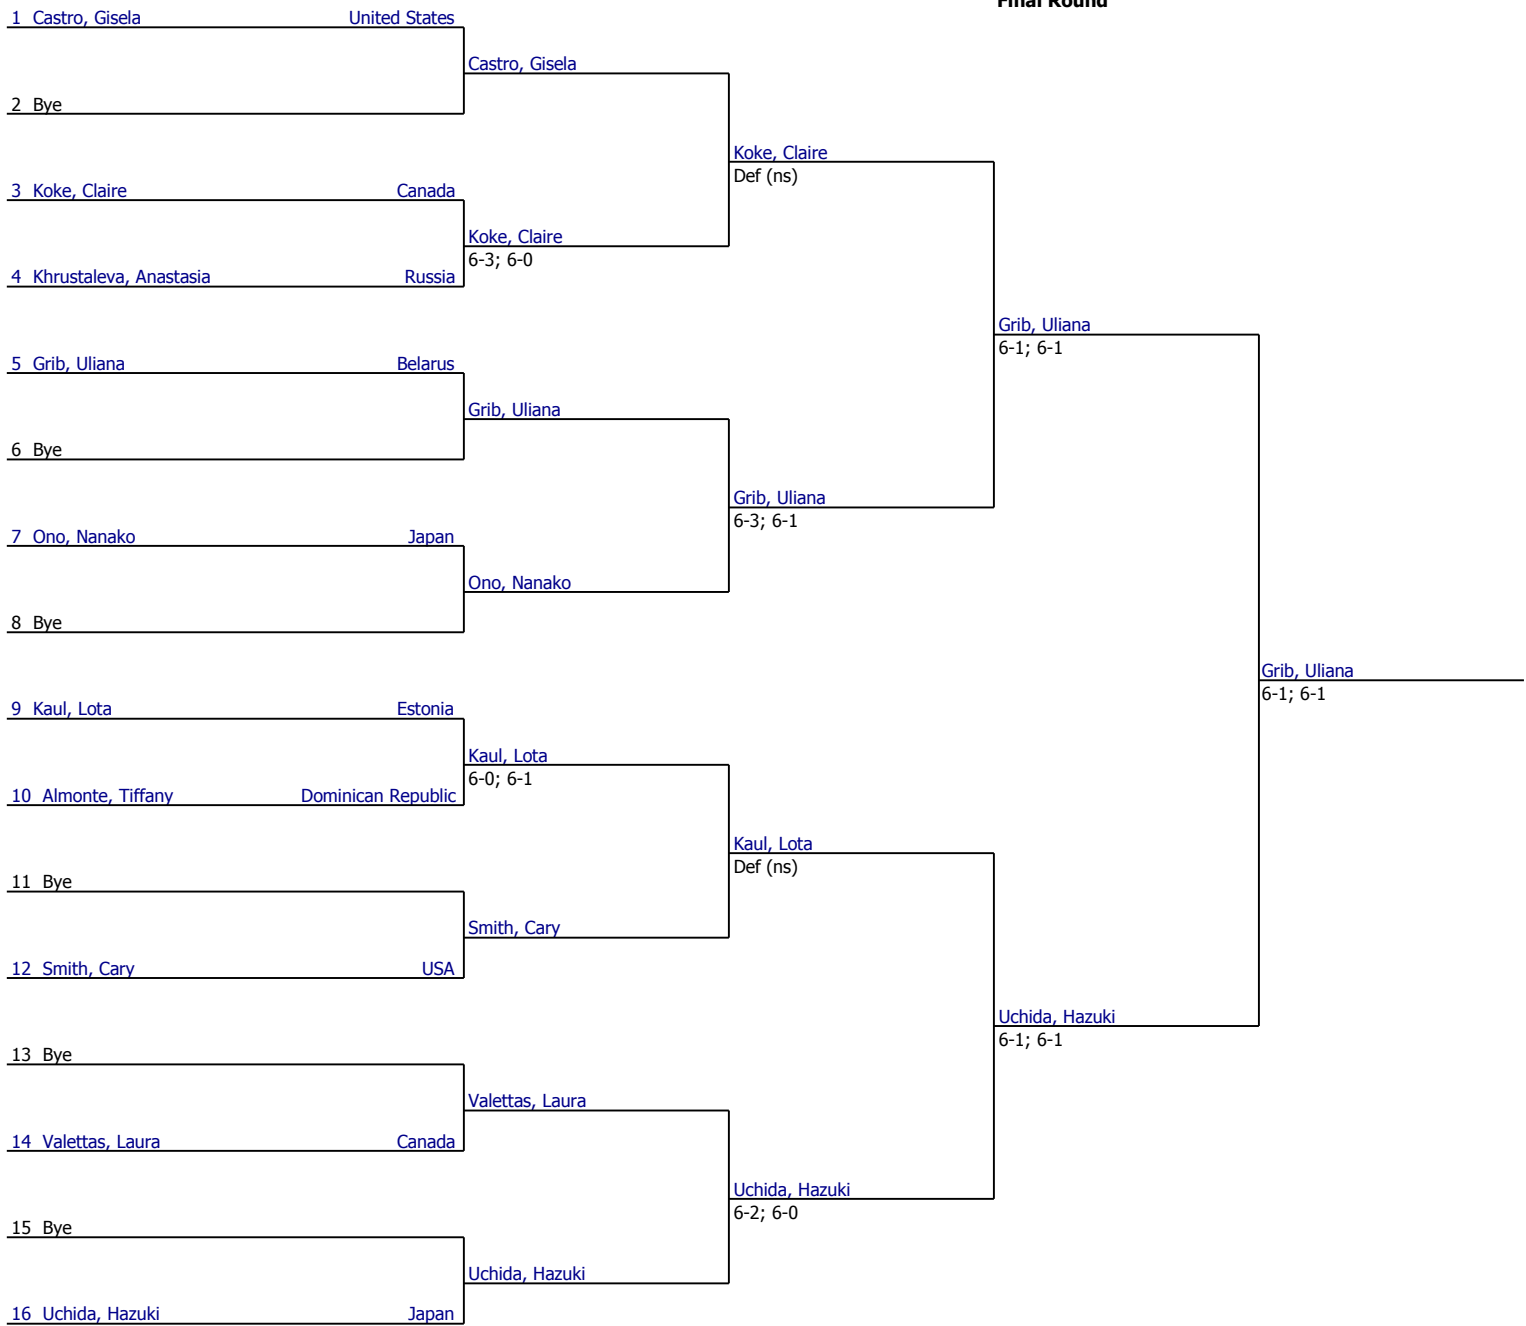 Final Round
1 Castro, Gisela United States
Castro, Gisela
2 Bye
Koke, Claire
Def (ns)
3 Koke, Claire Canada
Koke, Claire
6-3; 6-0
4 Khrustaleva, Anastasia Russia
Grib, Uliana
6-1; 6-1
5 Grib, Uliana Belarus
Grib, Uliana
6 Bye
Grib, Uliana
6-3; 6-1
7 Ono, Nanako Japan
Ono, Nanako
8 Bye
Grib, Uliana
6-1; 6-1
9 Kaul, Lota Estonia
Kaul, Lota
6-0; 6-1
10 Almonte, Tiffany Dominican Republic
Kaul, Lota
Def (ns)
11 Bye
Smith, Cary
12 Smith, Cary USA
Uchida, Hazuki
6-1; 6-1
13 Bye
Valettas, Laura
14 Valettas, Laura Canada
Uchida, Hazuki
6-2; 6-0
15 Bye
Uchida, Hazuki
16 Uchida, Hazuki Japan